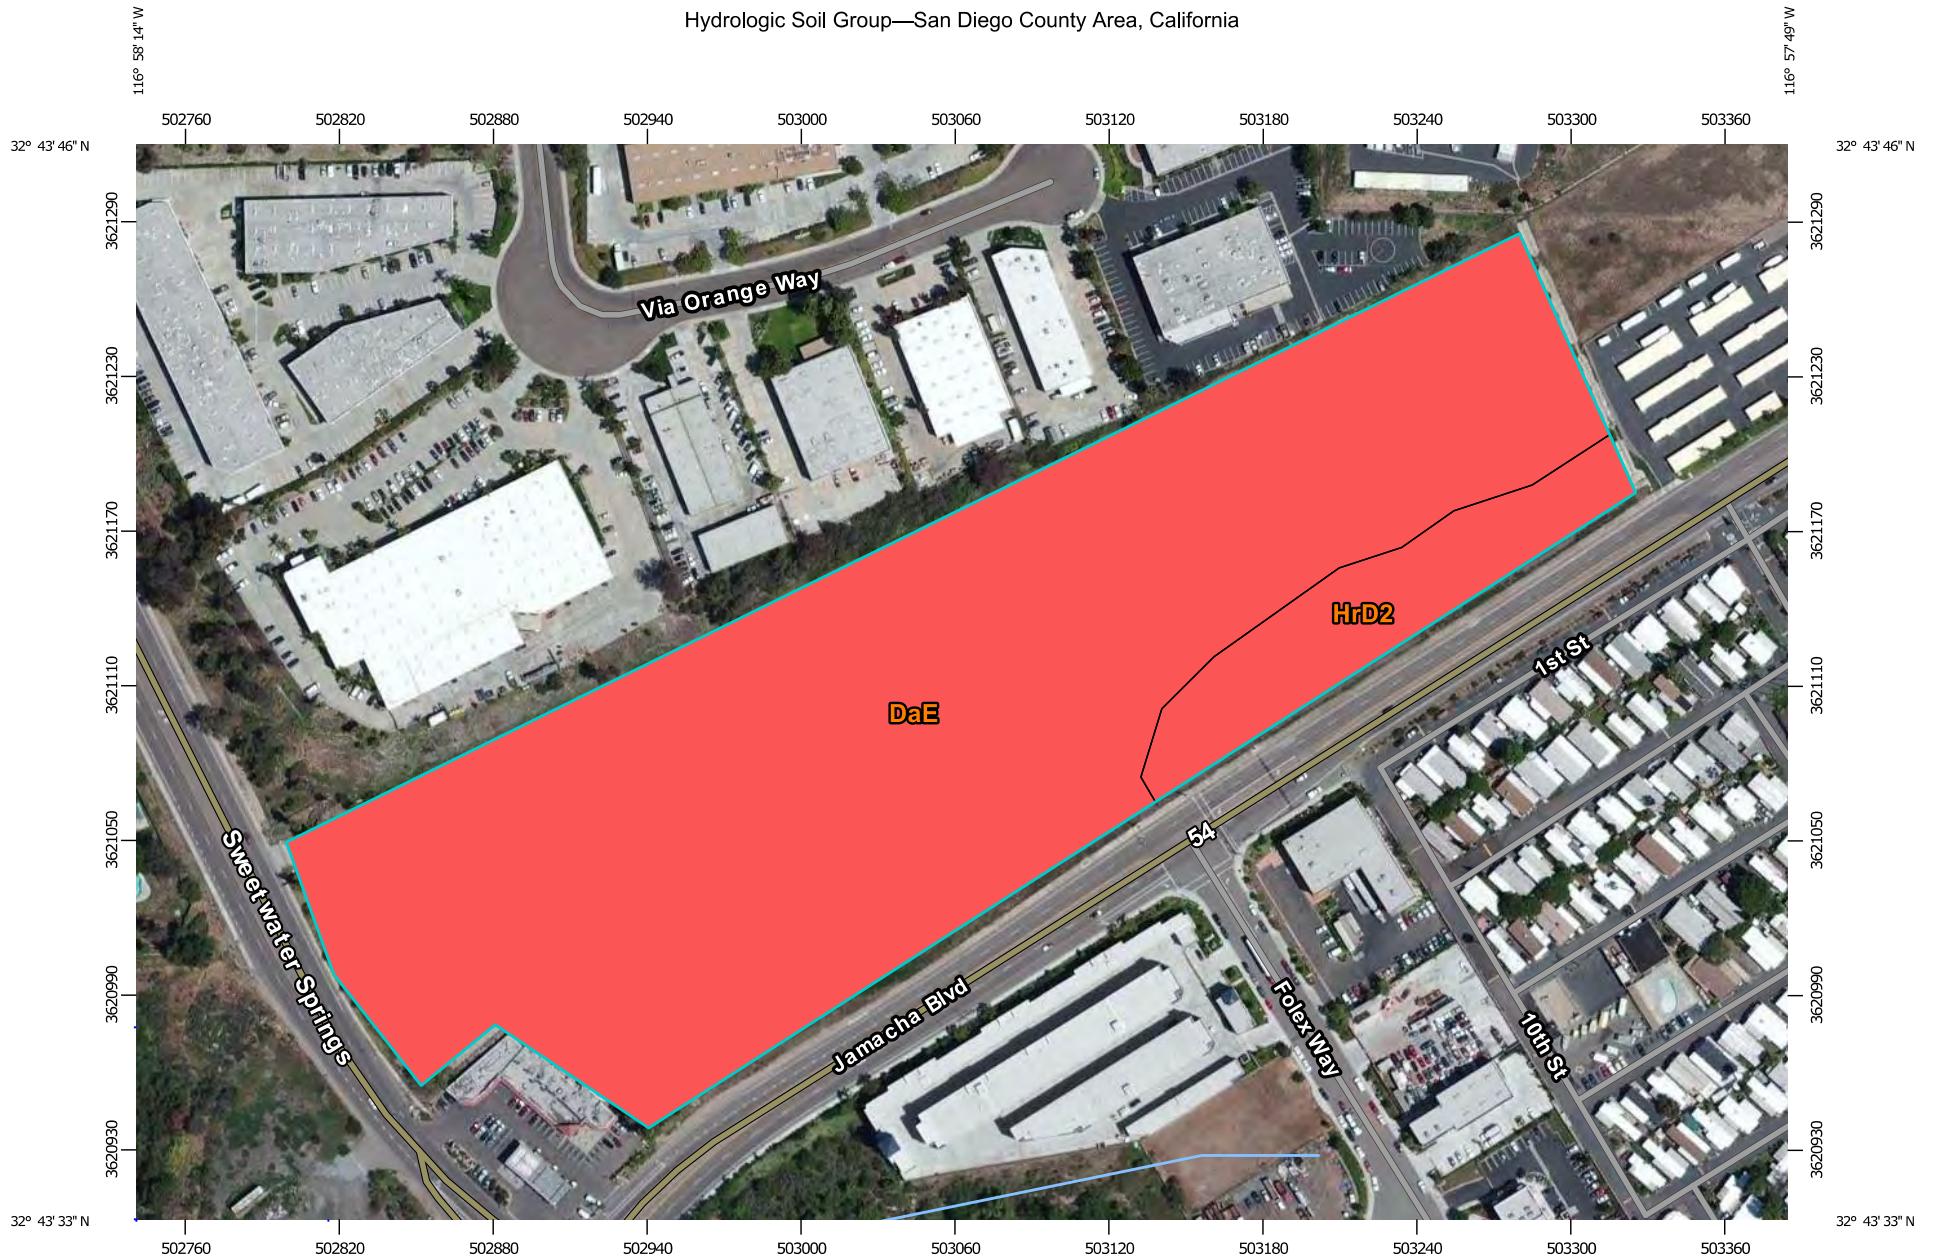 Hydrologic Soil Group—San Diego County Area, California
116° 58' 14" W
116° 57' 49" W
502760 502820 502880 502940 503000 503060 503120 503180 503240 503300 503360
32° 43' 46" N
32° 43' 46" N
3621290
3621290
Via Orange Way
3621230
3621230
3621170
3621170
HrD2
1st St
3621110
3621110
DaE
54
3621050
3621050
Sweetwater Springs
Jamacha Blvd
Folex Way
10th St
3620990
3620990
3620930
3620930
32° 43' 33" N
32° 43' 33" N
502760 502820 502880 502940 503000 503060 503120 503180 503240 503300 503360